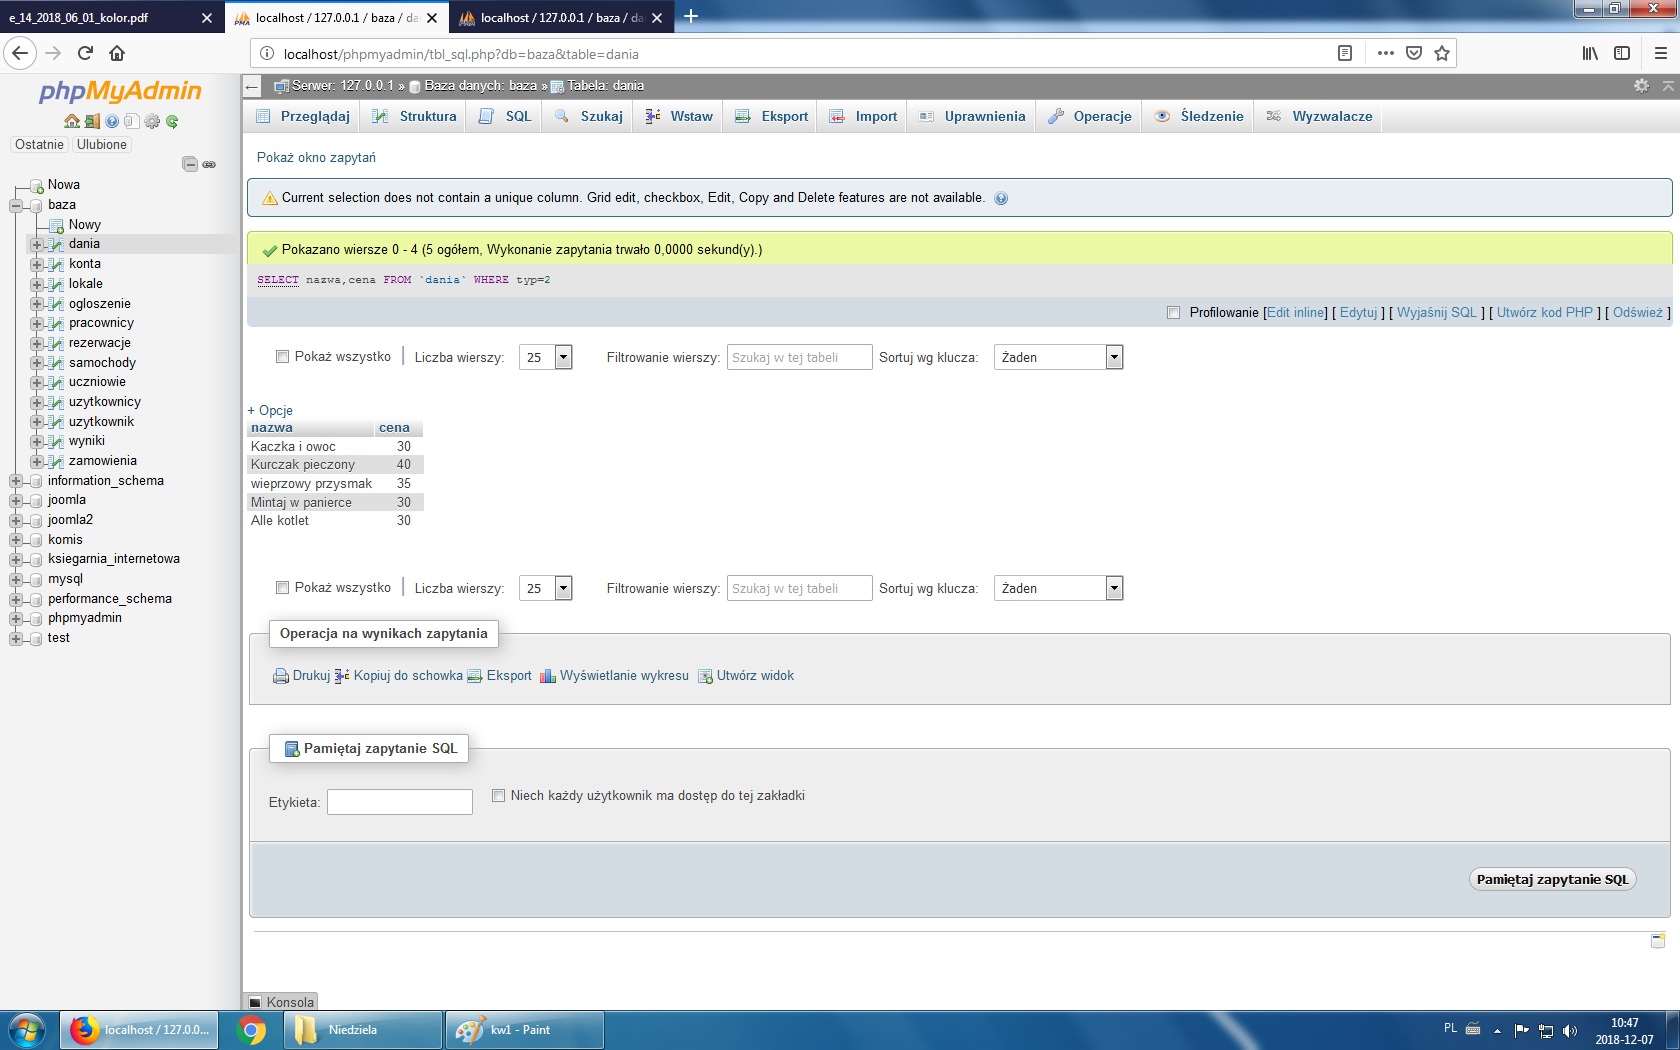 e_14_2018_06_01_kolor.pdf
localhost / 127.0.0.1 / baza / da
localhost / 127.0.0.1 / baza / da
localhost/phpmyadmin/tbl_sql.php?db=baza&table=dania
phpMyAdmin
Ostatnie Ulubione
Nowa
baza
Nowy
dania
konta
lokale
ogloszenie
pracownicy
rezerwacje
samochody
uczniowie
uzytkownicy
uzytkownik
wyniki
zamowienia
information_schema
joomla
joomla2
komis
ksiegarnia_internetowa
mysql
performance_schema
phpmyadmin
test
Serwer: 127.0.0.1 » Baza danych: baza » Tabela: dania
Przeglądaj Struktura SQL Szukaj Wstaw Eksport Import Uprawnienia Operacje Śledzenie Wyzwalacze
Pokaż okno zapytań
Current selection does not contain a unique column. Grid edit, checkbox, Edit, Copy and Delete features are not available.
Pokazano wiersze 0 - 4 (5 ogółem, Wykonanie zapytania trwało 0,0000 sekund(y).)
SELECT nazwa,cena FROM `dania` WHERE typ=2
Profilowanie [Edit inline] [ Edytuj ] [ Wyjaśnij SQL ] [ Utwórz kod PHP ] [ Odśwież ]
Pokaż wszystko | Liczba wierszy: 25 Filtrowanie wierszy: Szukaj w tej tabeli Sortuj wg klucza: Żaden
+ Opcje
nazwa cena
Kaczka i owoc 30
Kurczak pieczony 40
wieprzowy przysmak 35
Mintaj w panierce 30
Alle kotlet 30
Pokaż wszystko | Liczba wierszy: 25 Filtrowanie wierszy: Szukaj w tej tabeli Sortuj wg klucza: Żaden
Operacja na wynikach zapytania
Drukuj Kopiuj do schowka Eksport Wyświetlanie wykresu Utwórz widok
Pamiętaj zapytanie SQL
Etykieta: Niech każdy użytkownik ma dostęp do tej zakładki
Pamiętaj zapytanie SQL
Konsola
localhost / 127.0.0... Niedziela kw1 - Paint PL 10:47
2018-12-07